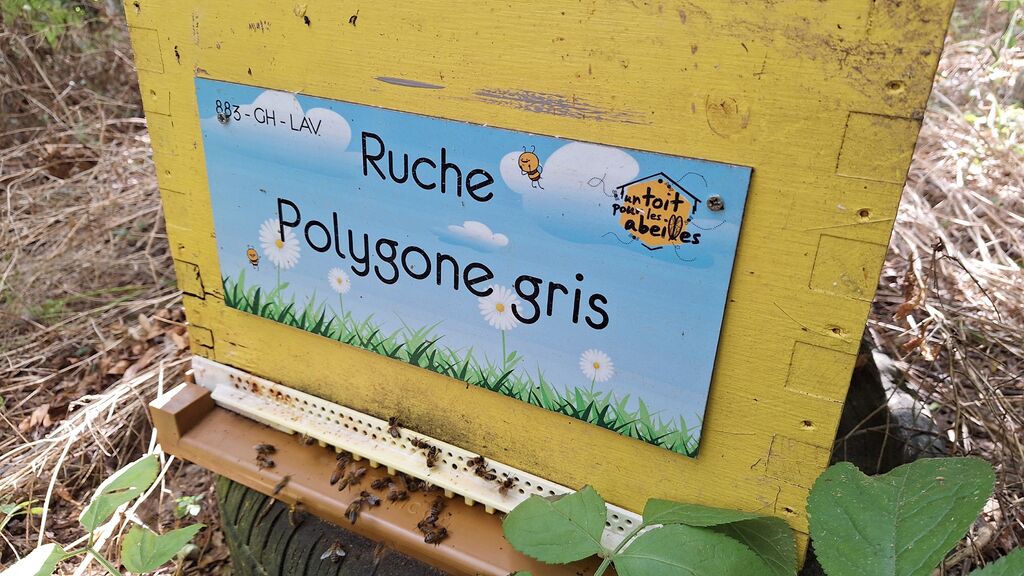 883 - GH - LAV.
Ruche
Polygone gris
un toit
pour les
abeilles